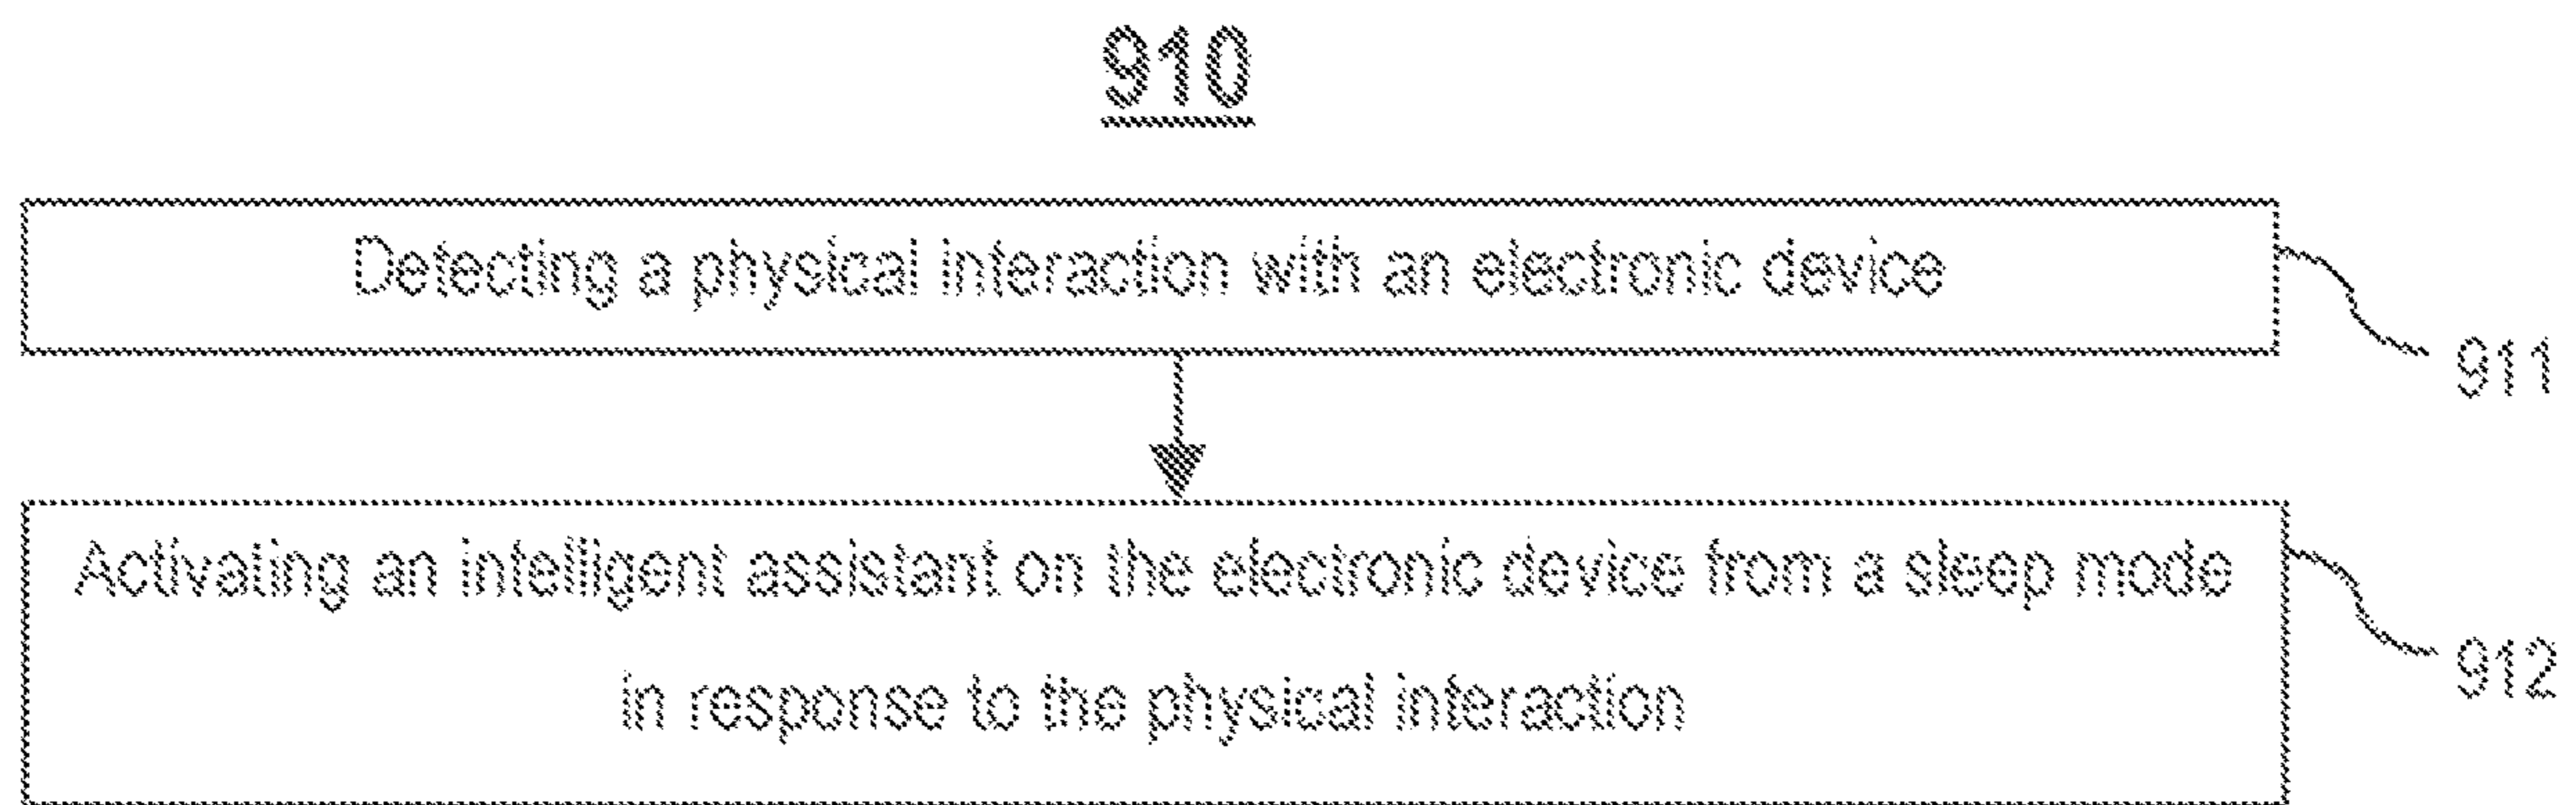 910
Detecting a physical interaction with an electronic device
911
Activating an intelligent assistant on the electronic device from a sleep mode
in response to the physical interaction
912